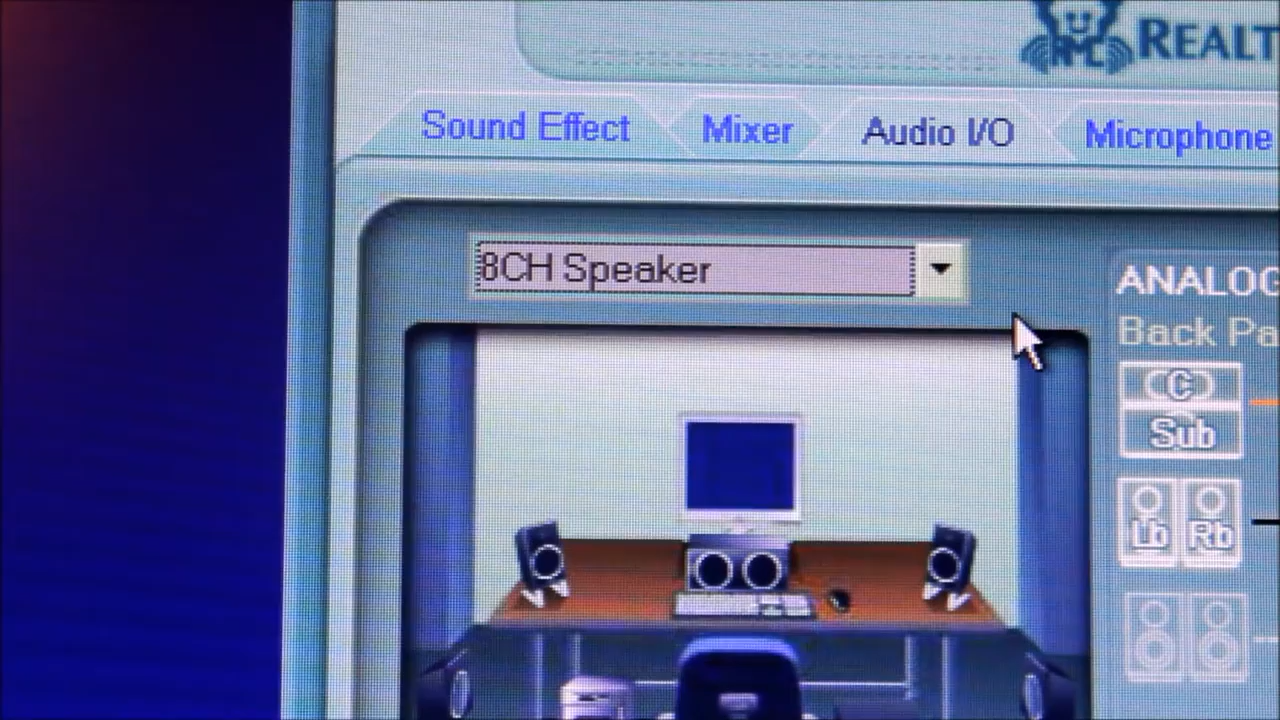 REALT
Sound Effect
Mixer
Audio I/O
Microphone
8CH Speaker
ANALOG
Back Pa
C
Sub
Lb
Rb